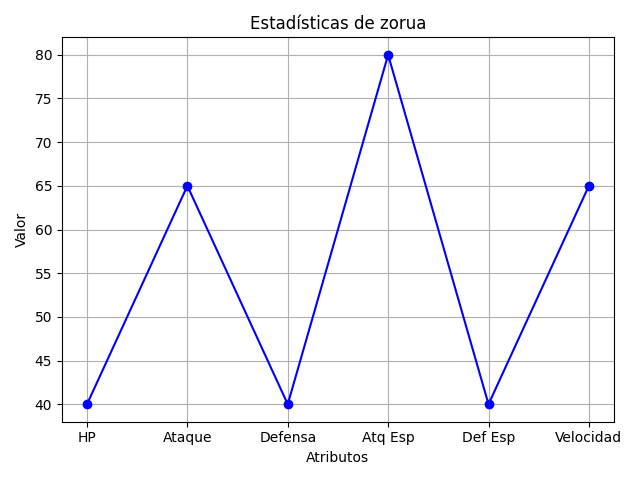 Estadísticas de zorua
Valor
80
75
70
65
60
55
50
45
40
HP Ataque Defensa Atq Esp Def Esp Velocidad
Atributos